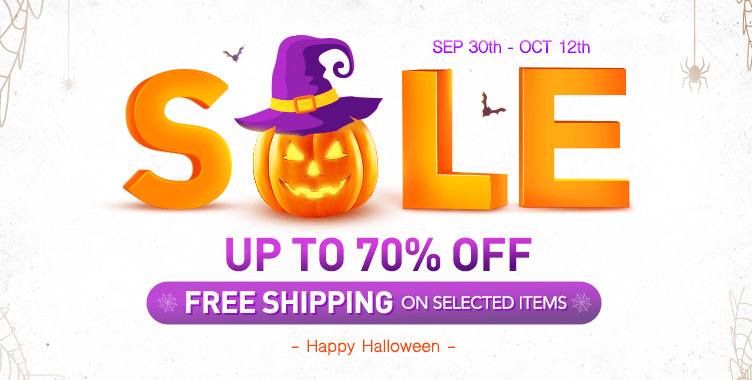 SEP 30th - OCT 12th
SALE
UP TO 70% OFF
FREE SHIPPING ON SELECTED ITEMS
- Happy Halloween -